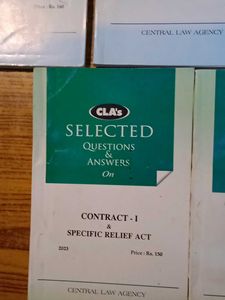 Price : Rs. 160
CENTRAL LAW AGENCY
CLA's
SELECTED
QUESTIONS
&
ANSWERS
On
CONTRACT - I
&
SPECIFIC RELIEF ACT
2023 Price : Rs. 150
CENTRAL LAW AGENCY